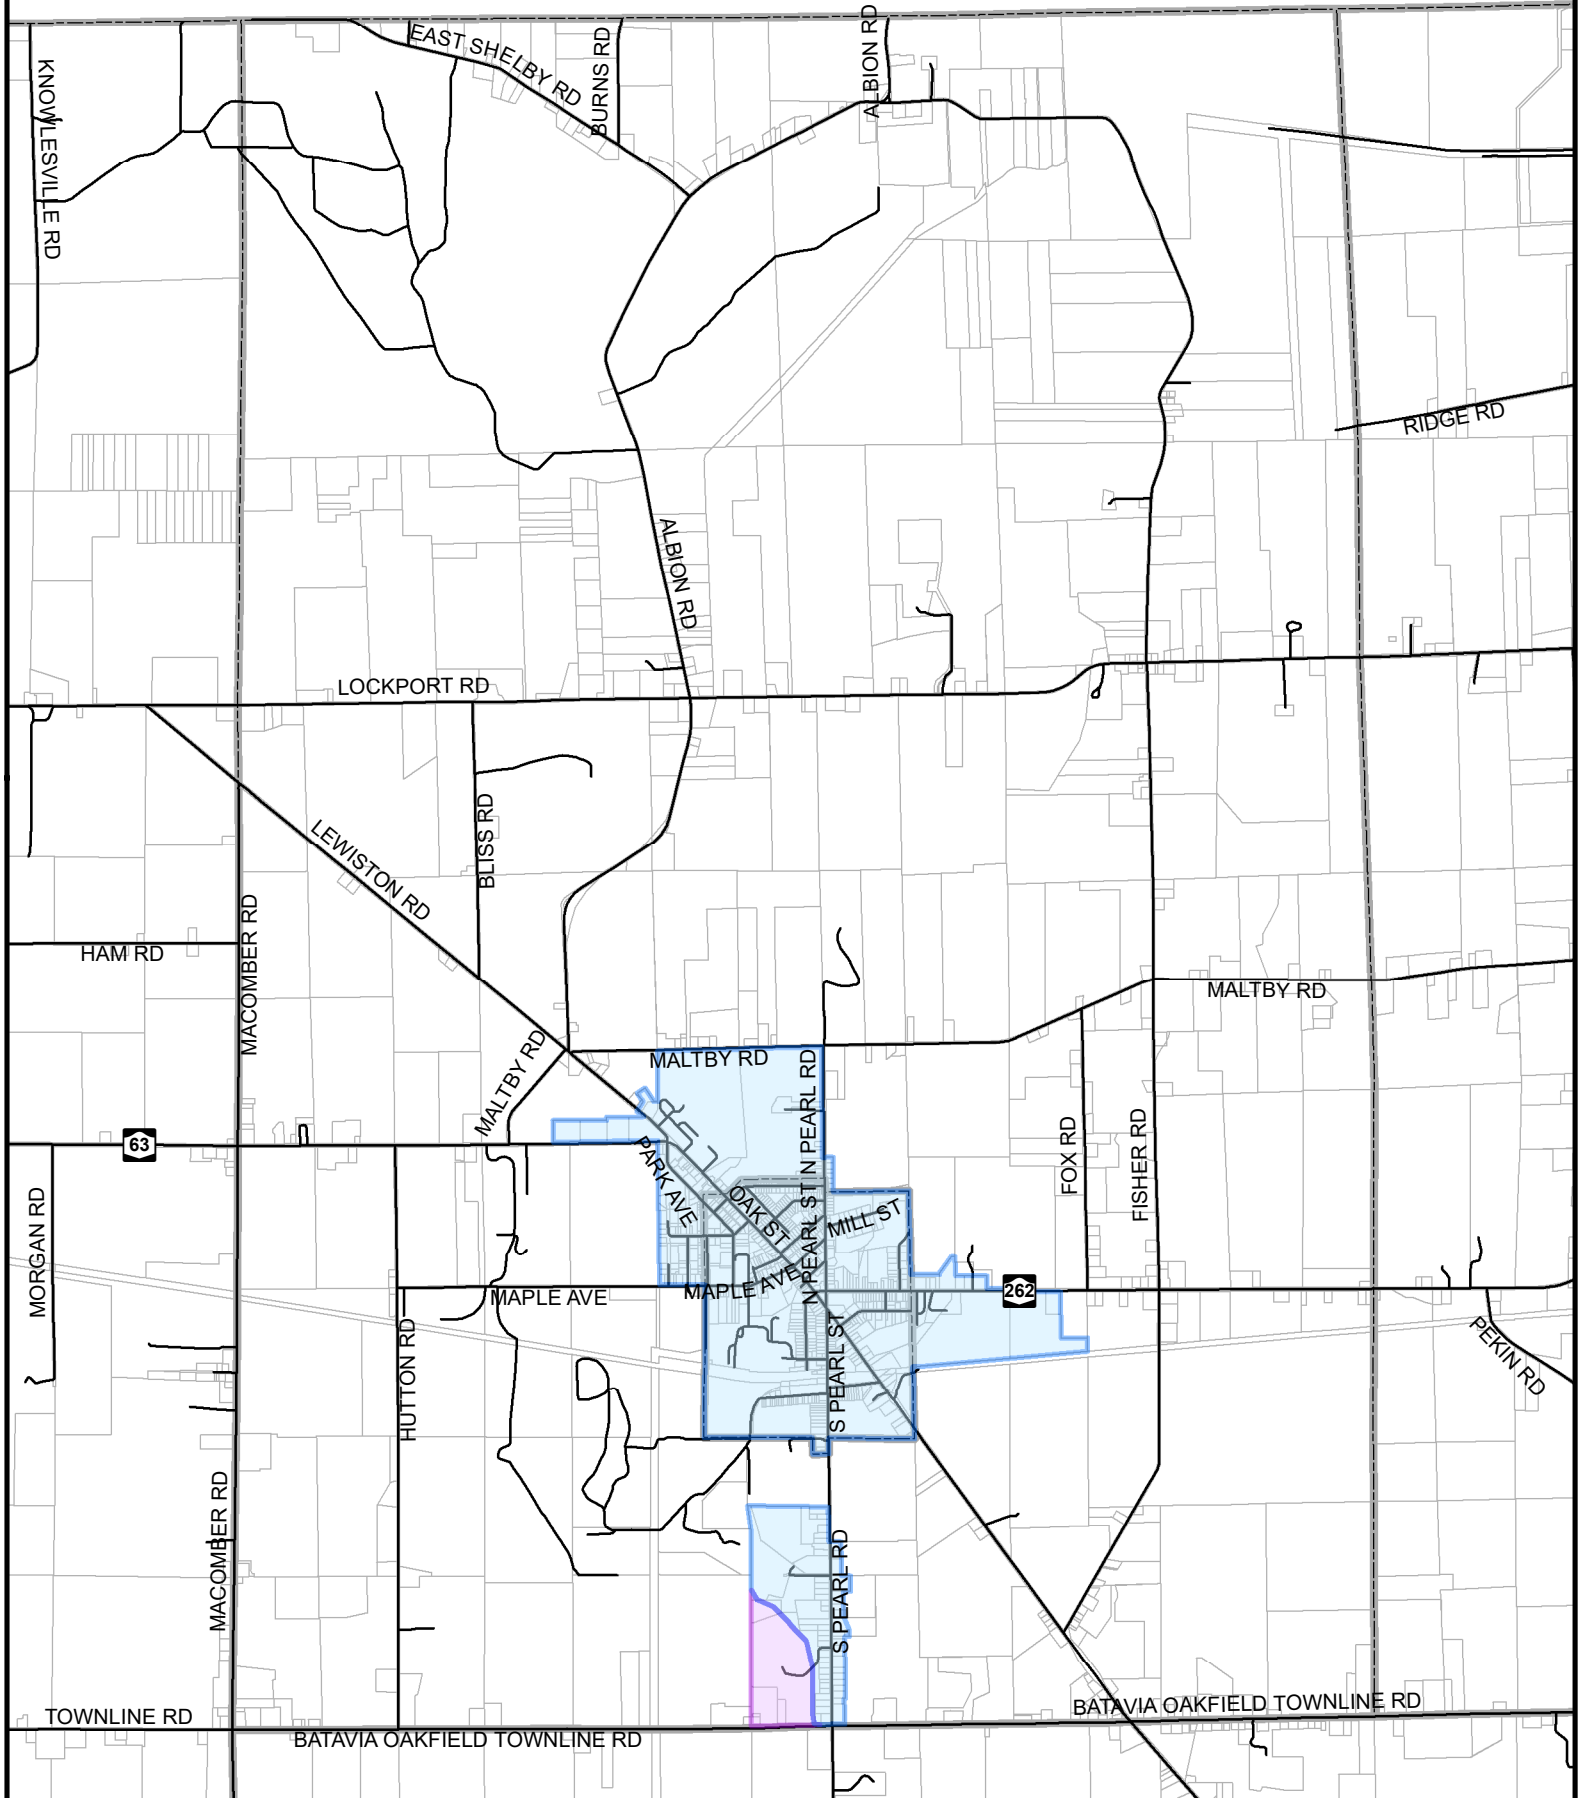 ALBION RD
EAST SHELBY RD
BURNS RD
KNOWLESVILLE RD
RIDGE RD
ALBION RD
LOCKPORT RD
LEWISTON RD
BLISS RD
MACOMBER RD
HAM RD
MALTBY RD
MALTBY RD
MALTBY RD
N PEARL RD
63
PARK AVE
FOX RD
FISHER RD
MORGAN RD
OAK ST
N PEARL ST
MILL ST
MAPLE AVE
MAPLE AVE
262
HUTTON RD
S PEARL ST
PEKIN RD
MACOMBER RD
S PEARL RD
TOWNLINE RD
BATAVIA OAKFIELD TOWNLINE RD
BATAVIA OAKFIELD TOWNLINE RD